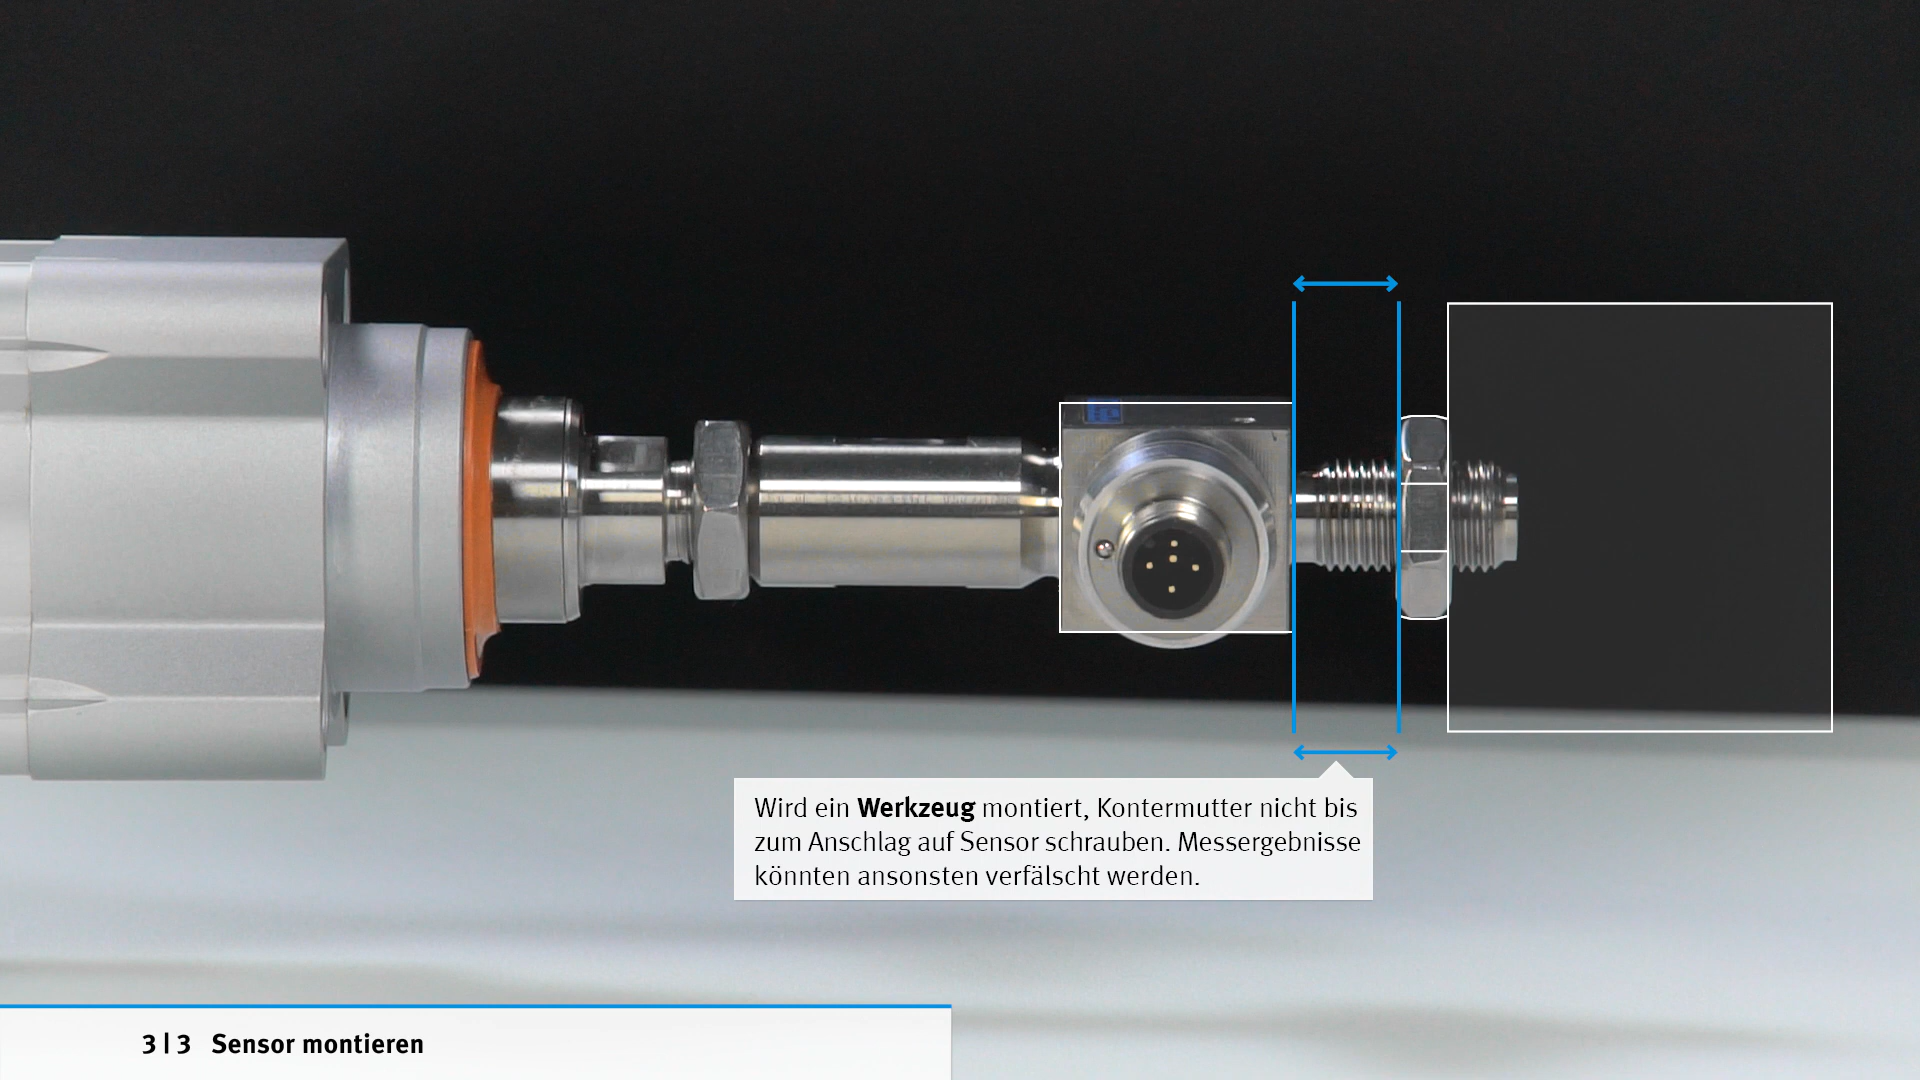 Wird ein Werkzeug montiert, Kontermutter nicht bis
zum Anschlag auf Sensor schrauben. Messergebnisse
könnten ansonsten verfälscht werden.
3 | 3 Sensor montieren